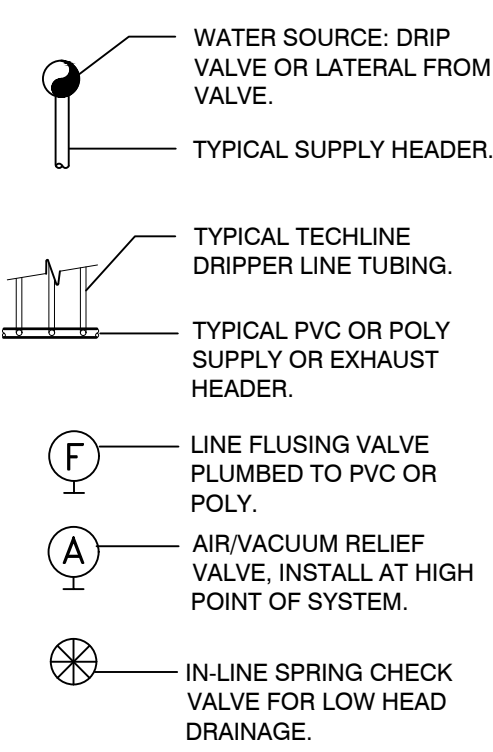 WATER SOURCE: DRIP
VALVE OR LATERAL FROM
VALVE.
TYPICAL SUPPLY HEADER.
TYPICAL TECHLINE
DRIPPER LINE TUBING.
TYPICAL PVC OR POLY
SUPPLY OR EXHAUST
HEADER.
F
LINE FLUSING VALVE
PLUMBED TO PVC OR
POLY.
A
AIR/VACUUM RELIEF
VALVE, INSTALL AT HIGH
POINT OF SYSTEM.
IN-LINE SPRING CHECK
VALVE FOR LOW HEAD
DRAINAGE.